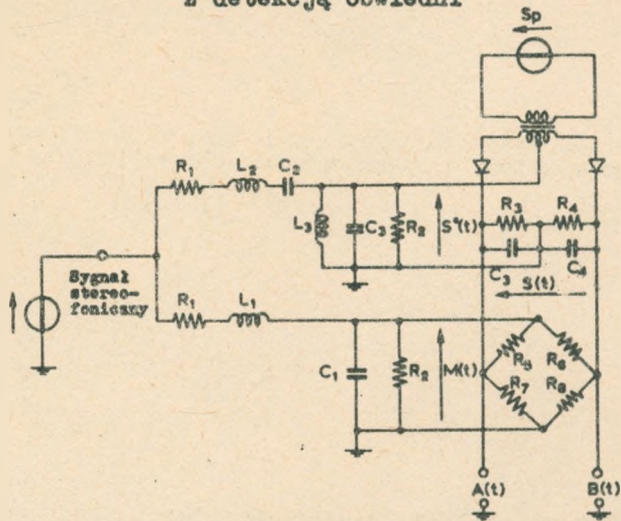 z detekcją obwiedni
Sp
R₁ L₂ C₂
L₃ C₃ R₂ S*(t) R₃ R₄
C₃ C₄
S(t)
Sygnał
stereo-
foniczny
R₁ L₁
C₁ R₂ M(t) R₅ R₆
R₇ R₈
A(t) B(t)